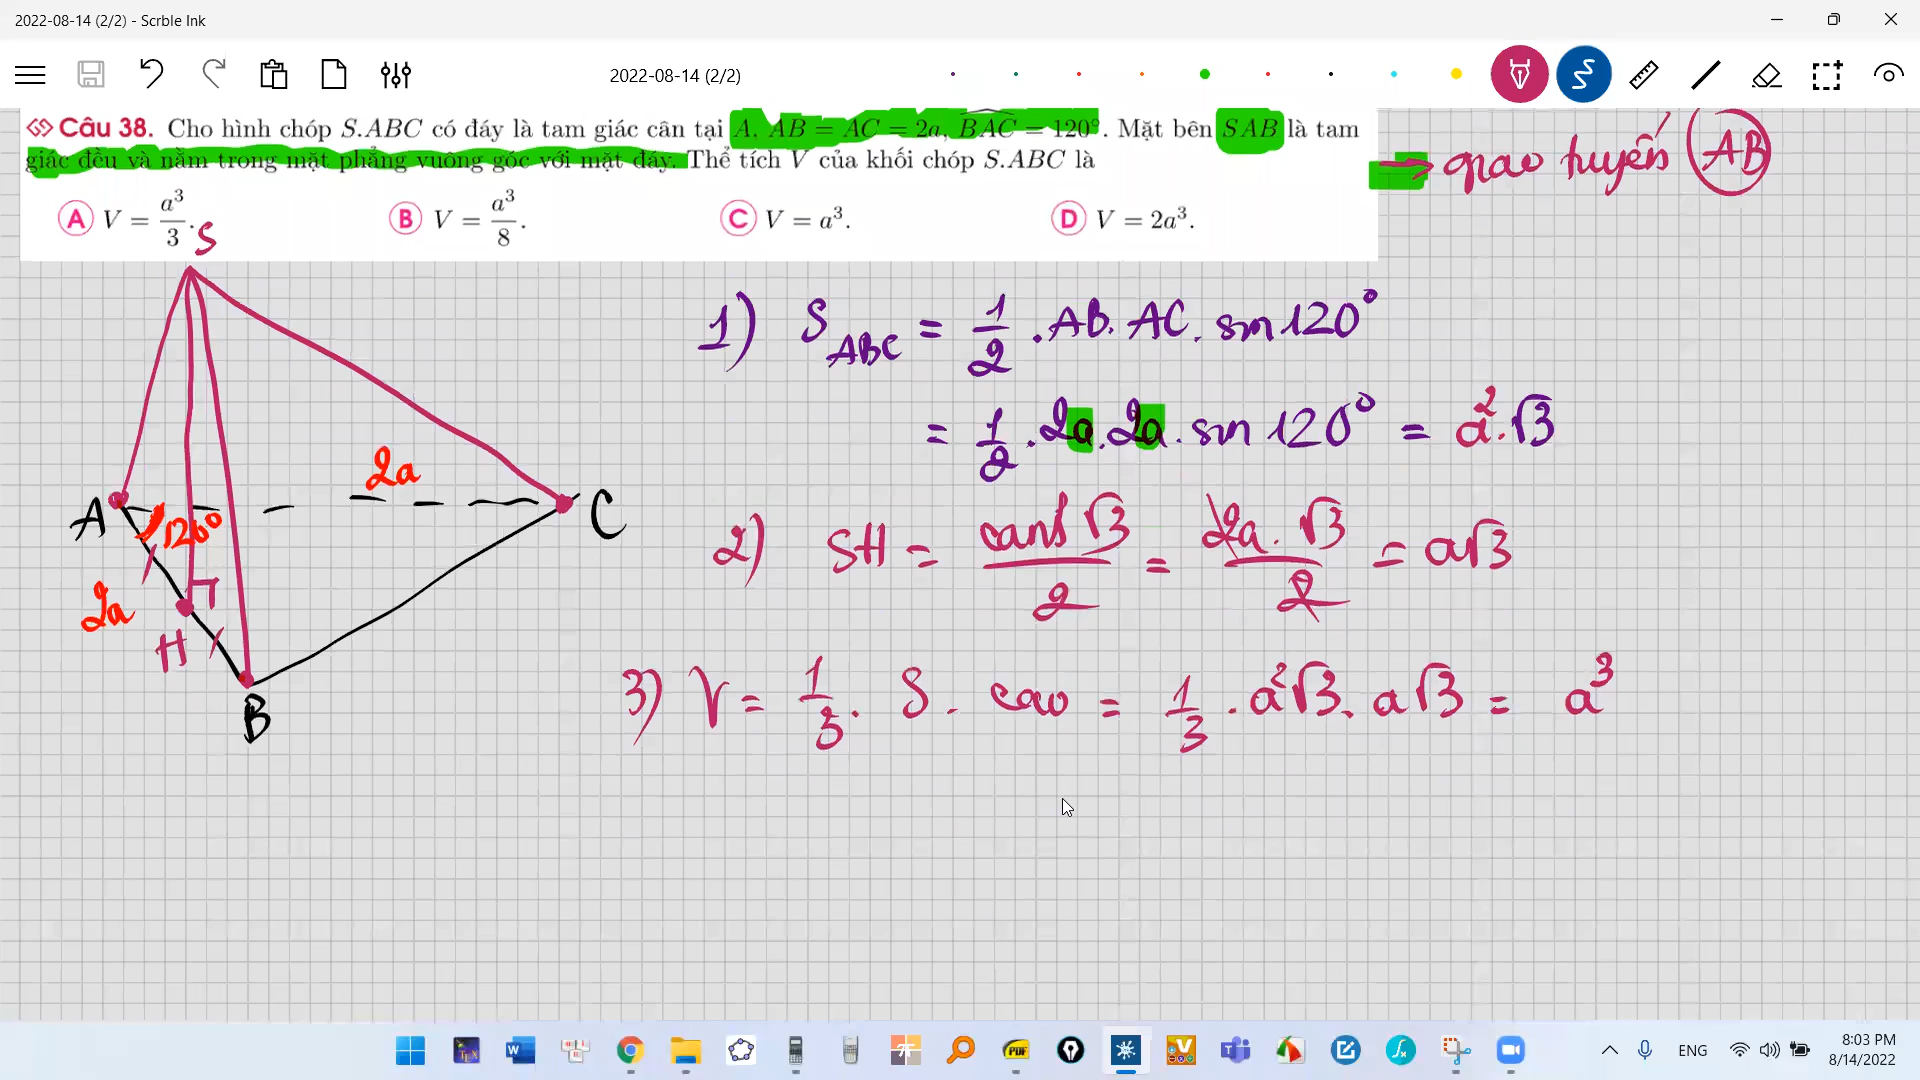 2022-08-14 (2/2) - Scrble Ink
2022-08-14 (2/2)
Câu 38. Cho hình chóp S.ABC có đáy là tam giác cân tại A. AB = AC = 2a, BAC = 120°. Mặt bên SAB là tam
giác đều và nằm trong mặt phẳng vuông góc với mặt đáy. Thể tích V của khối chóp S.ABC là
⇒ giao tuyến AB
A V = a³/3. B V = a³/8. C V = a³. D V = 2a³.
S
1) S_ABC = 1/2 . AB. AC. sin 120°
= 1/2 . 2a. 2a. sin 120° = a². √3
2a
A 120° C
2) SH = cạnh √3 / 2 = 2a. √3 / 2 = a√3
2a
H
3) V = 1/3 . S. cao = 1/3 . a²√3. a√3 = a³
B
ENG
8:03 PM
8/14/2022